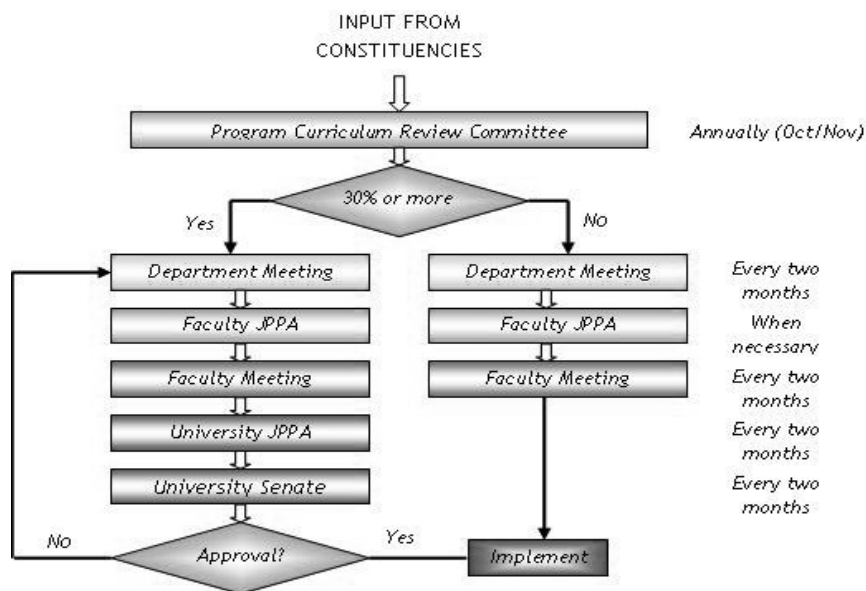 INPUT FROM
CONSTITUENCIES
Program Curriculum Review Committee
Annually (Oct/Nov)
30% or more
Yes
No
Department Meeting
Department Meeting
Every two
months
Faculty JPPA
Faculty JPPA
When
necessary
Faculty Meeting
Faculty Meeting
Every two
months
University JPPA
Every two
months
University Senate
Every two
months
No
Approval?
Yes
Implement